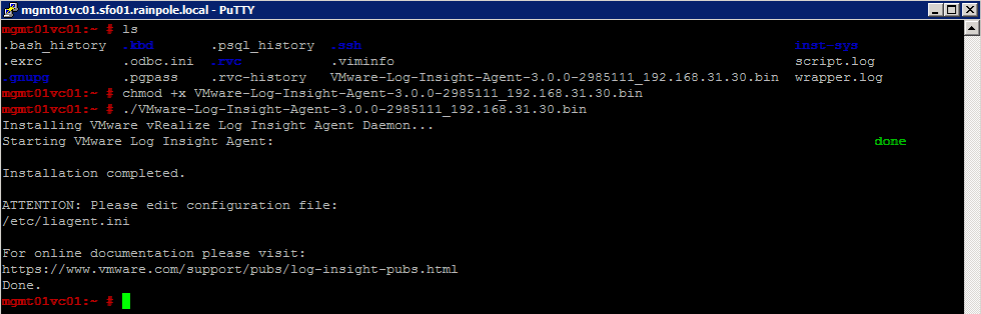 mgmt01vc01.sfo01.rainpole.local - PuTTY
mgmt01vc01:~ # ls
.bash_history .kbd .psql_history .ssh inst-sys
.exrc .odbc.ini .rvc .viminfo script.log
.gnupg .pgpass .rvc-history VMware-Log-Insight-Agent-3.0.0-2985111_192.168.31.30.bin wrapper.log
mgmt01vc01:~ # chmod +x VMware-Log-Insight-Agent-3.0.0-2985111_192.168.31.30.bin
mgmt01vc01:~ # ./VMware-Log-Insight-Agent-3.0.0-2985111_192.168.31.30.bin
Installing VMware vRealize Log Insight Agent Daemon...
Starting VMware Log Insight Agent: done
Installation completed.
ATTENTION: Please edit configuration file:
/etc/liagent.ini
For online documentation please visit:
https://www.vmware.com/support/pubs/log-insight-pubs.html
Done.
mgmt01vc01:~ #